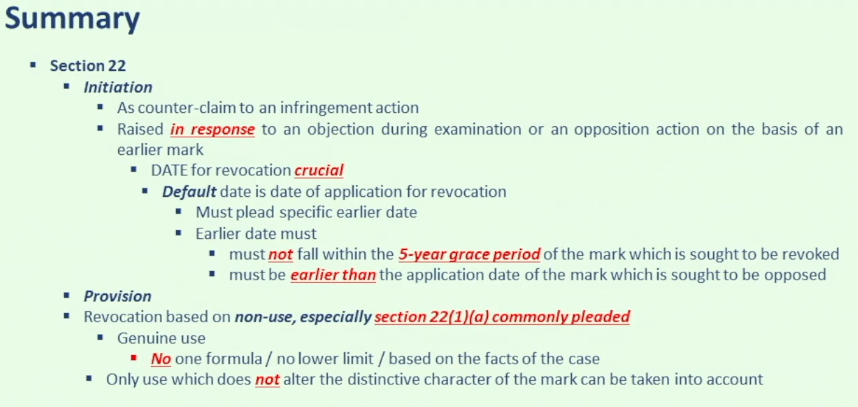 Summary
▪ Section 22
▪ Initiation
▪ As counter-claim to an infringement action
▪ Raised in response to an objection during examination or an opposition action on the basis of an
earlier mark
▪ DATE for revocation crucial
▪ Default date is date of application for revocation
▪ Must plead specific earlier date
▪ Earlier date must
▪ must not fall within the 5-year grace period of the mark which is sought to be revoked
▪ must be earlier than the application date of the mark which is sought to be opposed
▪ Provision
▪ Revocation based on non-use, especially section 22(1)(a) commonly pleaded
▪ Genuine use
▪ No one formula / no lower limit / based on the facts of the case
▪ Only use which does not alter the distinctive character of the mark can be taken into account